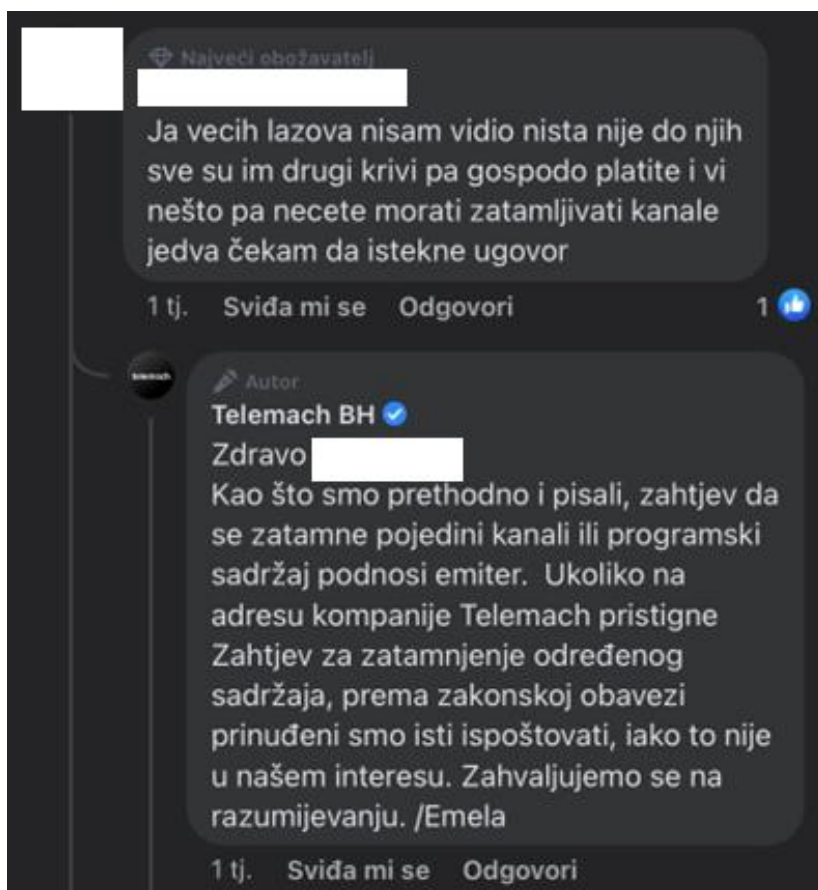 Najveći obožavatelj
Ja vecih lazova nisam vidio nista nije do njih
sve su im drugi krivi pa gospodo platite i vi
nešto pa necete morati zatamljivati kanale
jedva čekam da istekne ugovor
1 tj. Sviđa mi se Odgovori 1
telemach
Autor
Telemach BH
Zdravo
Kao što smo prethodno i pisali, zahtjev da
se zatamne pojedini kanali ili programski
sadržaj podnosi emiter. Ukoliko na
adresu kompanije Telemach pristigne
Zahtjev za zatamnjenje određenog
sadržaja, prema zakonskoj obavezi
prinuđeni smo isti ispoštovati, iako to nije
u našem interesu. Zahvaljujemo se na
razumijevanju. /Emela
1 tj. Sviđa mi se Odgovori